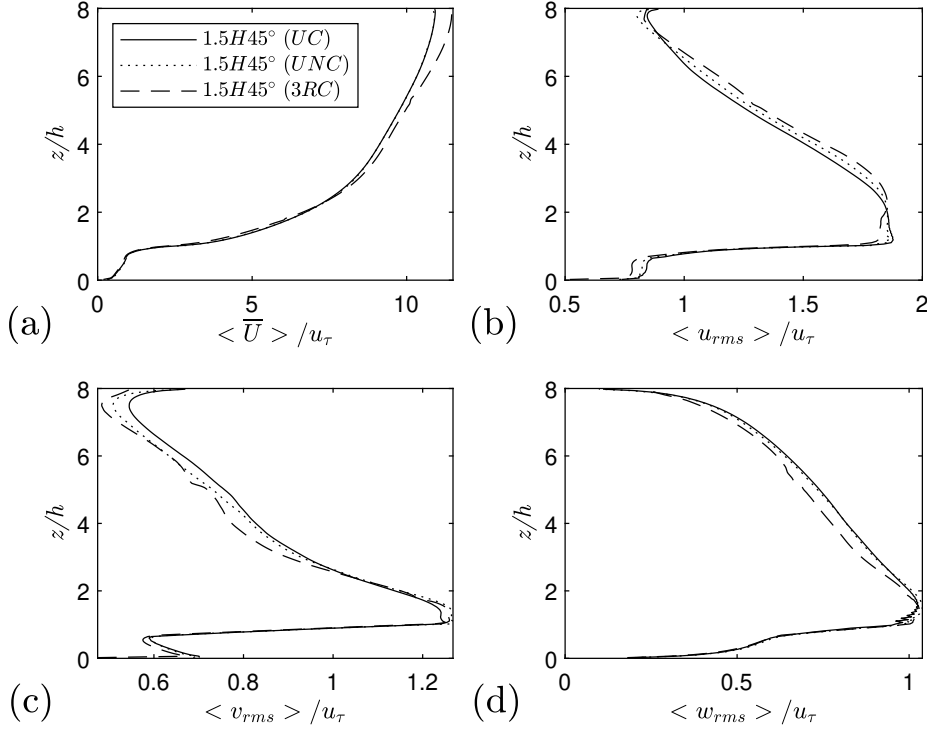 8
6
4
2
0
z/h
1.5H45° (UC)
1.5H45° (UNC)
1.5H45° (3RC)
0 5 10
(a) < U̅ > /u_τ
8
6
4
2
0
z/h
0.5 1 1.5 2
(b) < u_rms > /u_τ
8
6
4
2
0
z/h
0.6 0.8 1 1.2
(c) < v_rms > /u_τ
8
6
4
2
0
z/h
0 0.5 1
(d) < w_rms > /u_τ